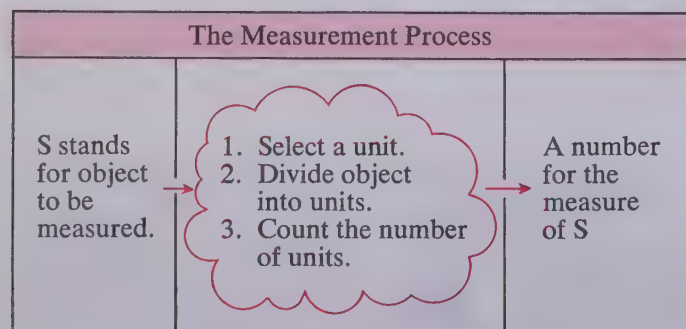 The Measurement Process
S stands
for object
to be
measured.
1. Select a unit.
2. Divide object
into units.
3. Count the number
of units.
A number
for the
measure
of S